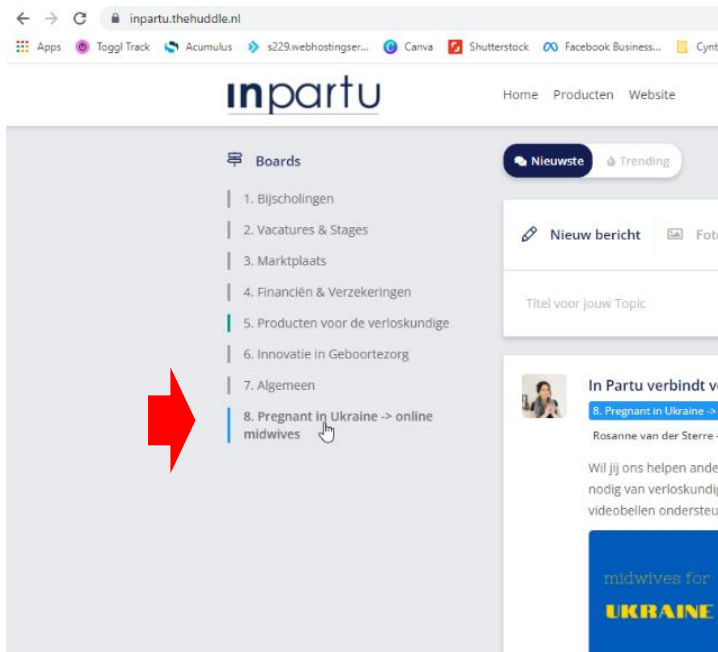 inpartu.thehuddle.nl
Apps Toggl Track Acumulus s229.webhostingser... Canva Shutterstock Facebook Business... Cynt
inpartu
Home Producten Website
Boards
Nieuwste Trending
1. Bijscholingen
2. Vacatures & Stages
3. Marktplaats
4. Financiën & Verzekeringen
5. Producten voor de verloskundige
6. Innovatie in Geboortezorg
7. Algemeen
8. Pregnant in Ukraine -> online
midwives
Nieuw bericht Fot
Titel voor jouw Topic
In Partu verbindt v
8. Pregnant in Ukraine ->
Rosanne van der Sterre -
Wil jij ons helpen ande
nodig van verloskundi
videobellen ondersteu
midwives for
UKRAINE